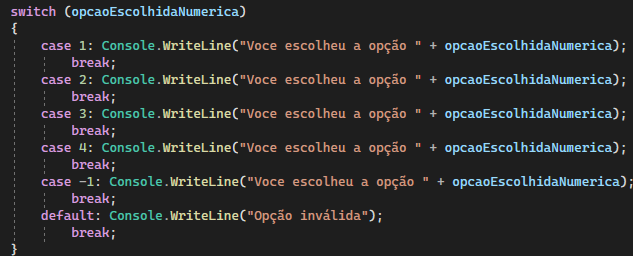 switch (opcaoEscolhidaNumerica)
{
    case 1: Console.WriteLine("Voce escolheu a opção " + opcaoEscolhidaNumerica);
        break;
    case 2: Console.WriteLine("Voce escolheu a opção " + opcaoEscolhidaNumerica);
        break;
    case 3: Console.WriteLine("Voce escolheu a opção " + opcaoEscolhidaNumerica);
        break;
    case 4: Console.WriteLine("Voce escolheu a opção " + opcaoEscolhidaNumerica);
        break;
    case -1: Console.WriteLine("Voce escolheu a opção " + opcaoEscolhidaNumerica);
        break;
    default: Console.WriteLine("Opção inválida");
        break;
}